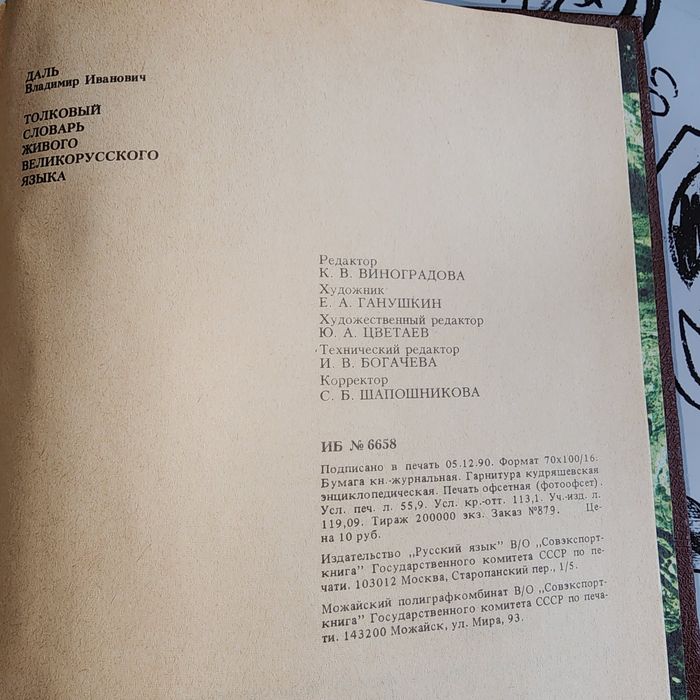 ДАЛЬ
Владимир Иванович
ТОЛКОВЫЙ
СЛОВАРЬ
ЖИВОГО
ВЕЛИКОРУССКОГО
ЯЗЫКА
Редактор
К. В. ВИНОГРАДОВА
Художник
Е. А. ГАНУШКИН
Художественный редактор
Ю. А. ЦВЕТАЕВ
Технический редактор
И. В. БОГАЧЕВА
Корректор
С. Б. ШАПОШНИКОВА
ИБ № 6658
Подписано в печать 05.12.90. Формат 70х100/16.
Бумага кн.-журнальная. Гарнитура кудряшевская
энциклопедическая. Печать офсетная (фотоофсет).
Усл. печ. л. 55,9. Усл. кр.-отт. 113,1. Уч.-изд. л.
119,09. Тираж 200000 экз. Заказ №879. Це-
на 10 руб.
Издательство „Русский язык" В/О „Совэкспорт-
книга" Государственного комитета СССР по пе-
чати. 103012 Москва, Старопанский пер., 1/5.
Можайский полиграфкомбинат В/О „Совэкспорт-
книга" Государственного комитета СССР по печа-
ти. 143200 Можайск, ул. Мира, 93.